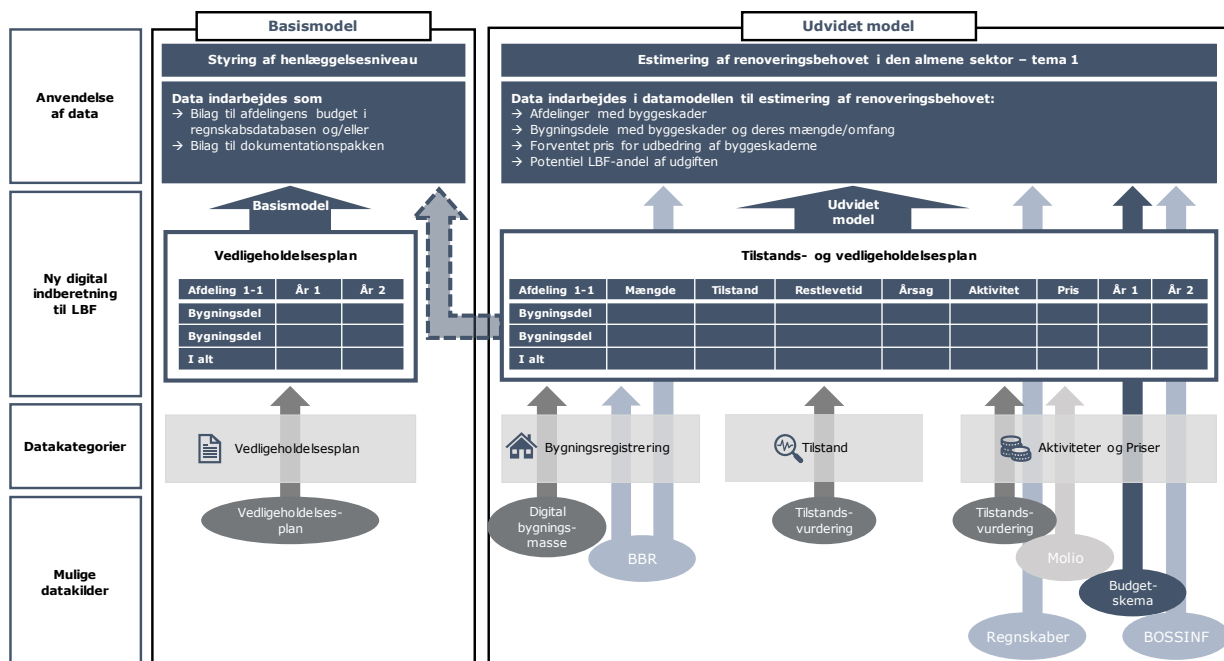 Basismodel
Udvidet model
Anvendelse
af data
Styring af henlæggelsesniveau
Data indarbejdes som
→ Bilag til afdelingens budget i
regnskabsdatabasen og/eller
→ Bilag til dokumentationspakken
Estimering af renoveringsbehovet i den almene sektor – tema 1
Data indarbejdes i datamodellen til estimering af renoveringsbehovet:
→ Afdelinger med byggeskader
→ Bygningsdele med byggeskader og deres mængde/omfang
→ Forventet pris for udbedring af byggeskaderne
→ Potentiel LBF-andel af udgiften
Ny digital
indberetning
til LBF
Basismodel
Vedligeholdelsesplan
Afdeling 1-1 År 1 År 2
Bygningsdel
Bygningsdel
I alt
Udvidet
model
Tilstands- og vedligeholdelsesplan
Afdeling 1-1 Mængde Tilstand Restlevetid Årsag Aktivitet Pris År 1 År 2
Bygningsdel
Bygningsdel
I alt
Datakategorier
Vedligeholdelsesplan
Bygningsregistrering
Tilstand
Aktiviteter og Priser
Mulige
datakilder
Vedligeholdelses-
plan
Digital
bygnings-
masse
BBR
Tilstands-
vurdering
Tilstands-
vurdering
Molio
Budget-
skema
Regnskaber
BOSSINF